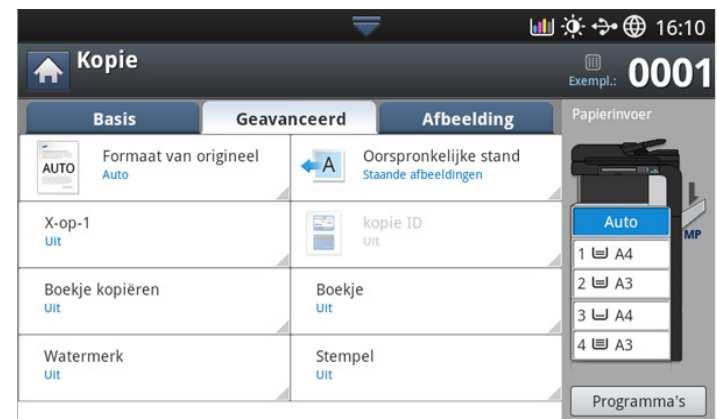 16:10
Kopie
Exempl.: 0001
Basis
Geavanceerd
Afbeelding
Papierinvoer
AUTO
Formaat van origineel
Auto
A
Oorspronkelijke stand
Staande afbeeldingen
X-op-1
Uit
kopie ID
Uit
Boekje kopiëren
Uit
Boekje
Uit
Watermerk
Uit
Stempel
Uit
Auto
MP
1 A4
2 A3
3 A4
4 A3
Programma's